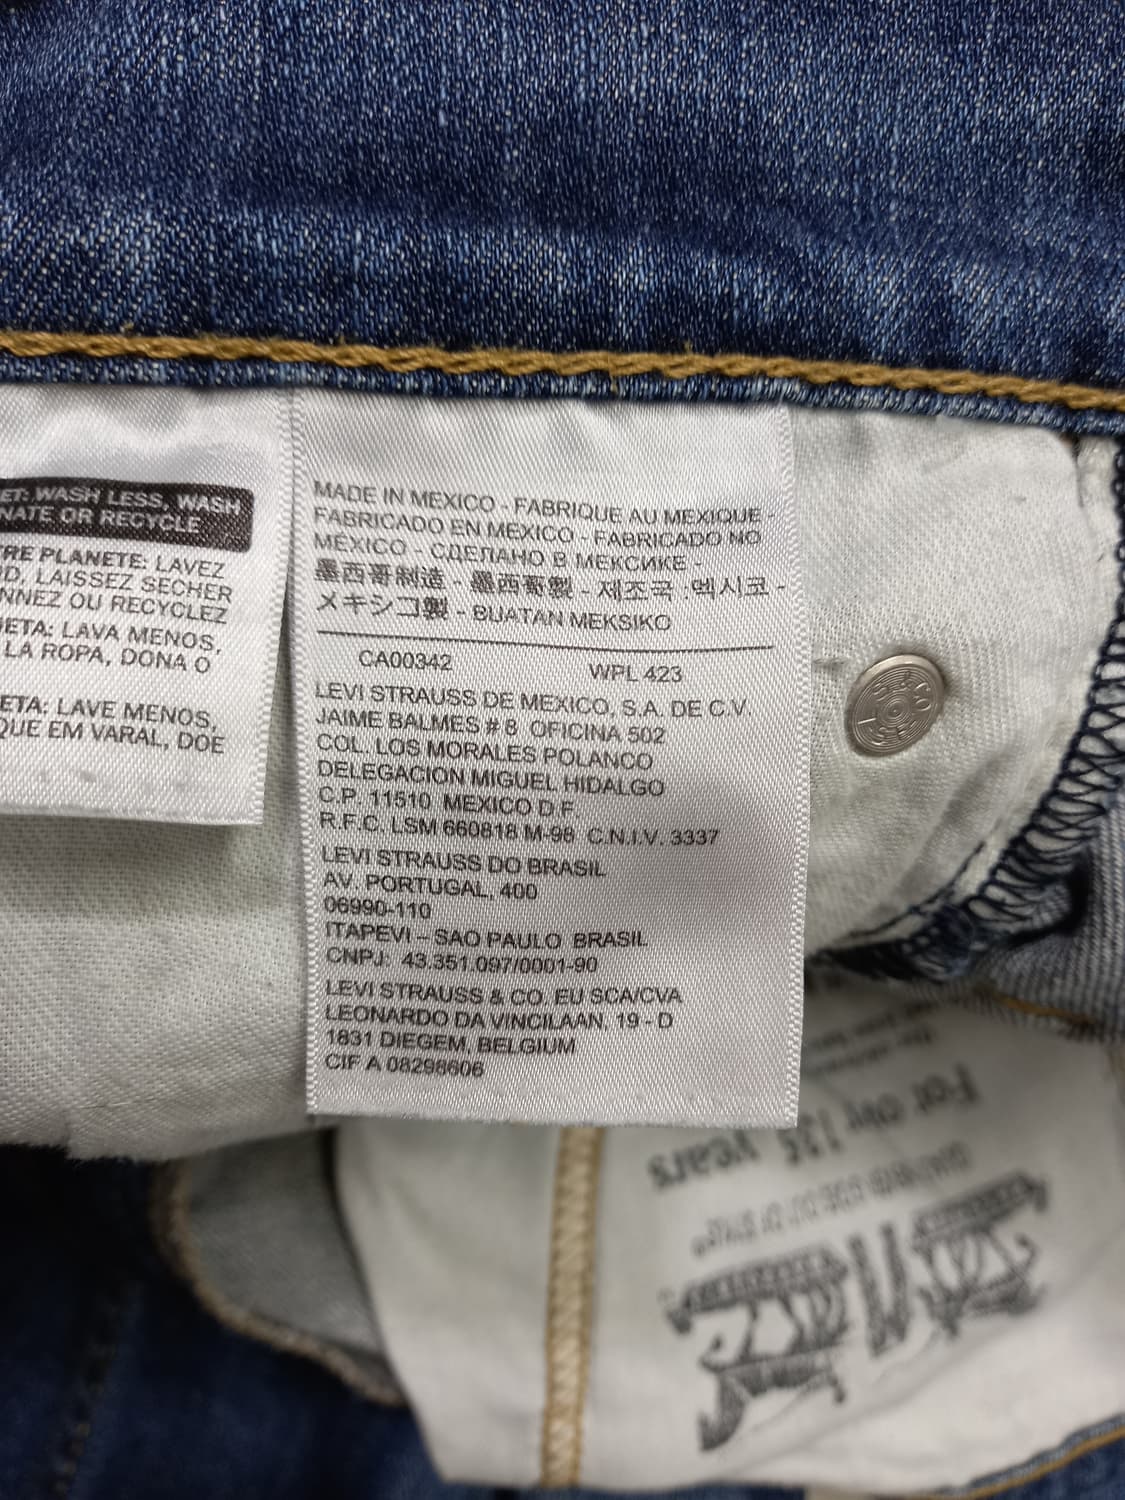 ET: WASH LESS, WASH
NATE OR RECYCLE
RE PLANETE: LAVEZ
D, LAISSEZ SÉCHER
NNEZ OU RECYCLEZ
ETA: LAVA MENOS,
LA ROPA, DONA O
ETA: LAVE MENOS,
QUE EM VARAL, DOE
MADE IN MEXICO - FABRIQUE AU MEXIQUE -
FABRICADO EN MEXICO - FABRICADO NO
MÉXICO - СДЕЛАНО В МЕКСИКЕ -
墨西哥制造 - 墨西哥製 - 제조국 :멕시코 -
メキシコ製 - BUATAN MEKSIKO
CA00342 WPL 423
LEVI STRAUSS DE MEXICO, S.A. DE C.V.
JAIME BALMES # 8 OFICINA 502
COL. LOS MORALES POLANCO
DELEGACION MIGUEL HIDALGO
C.P. 11510 MEXICO D.F.
R.F.C. LSM 660818 M-98 C.N.I.V. 3337
LEVI STRAUSS DO BRASIL
AV. PORTUGAL, 400
06990-110
ITAPEVI – SAO PAULO BRASIL
CNPJ: 43.351.097/0001-90
LEVI STRAUSS & CO. EU SCA/CVA
LEONARDO DA VINCILAAN, 19 - D
1831 DIEGEM, BELGIUM
CIF A 08298606
For over 135 years